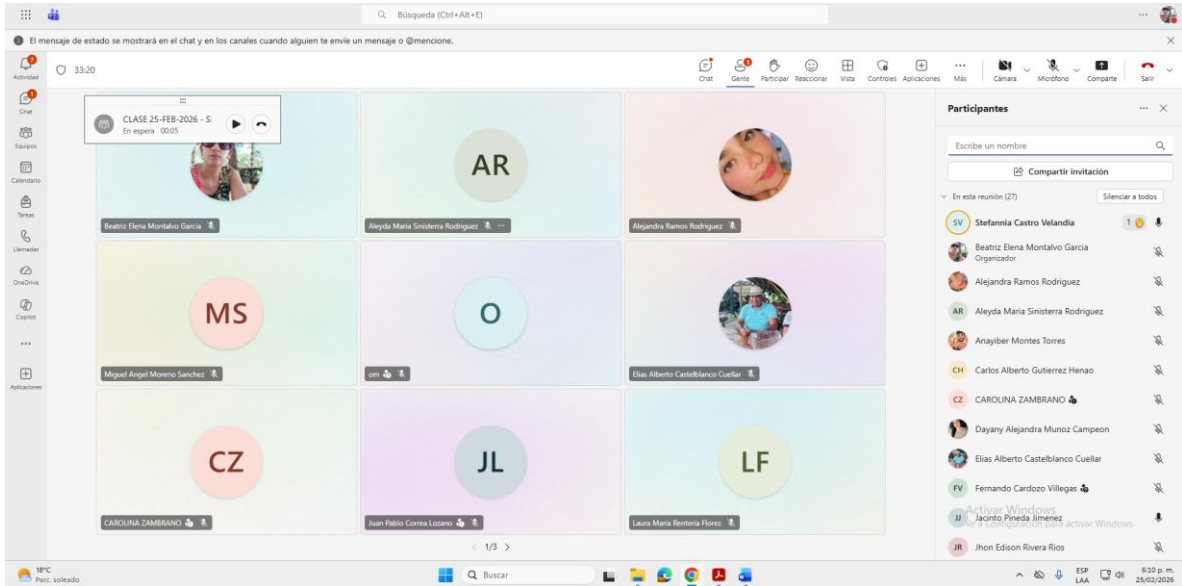 Búsqueda (Ctrl+Alt+E)
El mensaje de estado se mostrará en el chat y en los canales cuando alguien te envíe un mensaje o @mencione.
7
Actividad
1
Chat
Equipos
Calendario
Tareas
Llamadas
OneDrive
Copilot
Aplicaciones
33:20
Chat
9
Gente
Participar
Reaccionar
Vista
Controles
Aplicaciones
Más
Cámara
Micrófono
Comparte
Salir
CLASE 25-FEB-2026 - S
En espera 00:05
Beatriz Elena Montalvo Garcia
AR
Aleyda Maria Sinisterra Rodriguez
Alejandra Ramos Rodriguez
MS
Miguel Angel Moreno Sanchez
O
om
Elias Alberto Castelblanco Cuellar
CZ
CAROLINA ZAMBRANO
JL
Juan Pablo Correa Lozano
LF
Laura Maria Renteria Florez
1/3
Participantes
Escribe un nombre
Compartir invitación
En esta reunión (27)
Silenciar a todos
SV Stefannia Castro Velandia 1
Beatriz Elena Montalvo Garcia
Organizador
Alejandra Ramos Rodriguez
AR Aleyda Maria Sinisterra Rodriguez
Anayiber Montes Torres
CH Carlos Alberto Gutierrez Henao
CZ CAROLINA ZAMBRANO
Dayany Alejandra Munoz Campeon
Elias Alberto Castelblanco Cuellar
FV Fernando Cardozo Villegas
Activar Windows
JJ Jacinto Pineda Jimenez
Ve a Configuración para activar Windows.
JR Jhon Edison Rivera Rios
18°C
Parc. soleado
Buscar
ESP
LAA
6:10 p. m.
25/02/2026